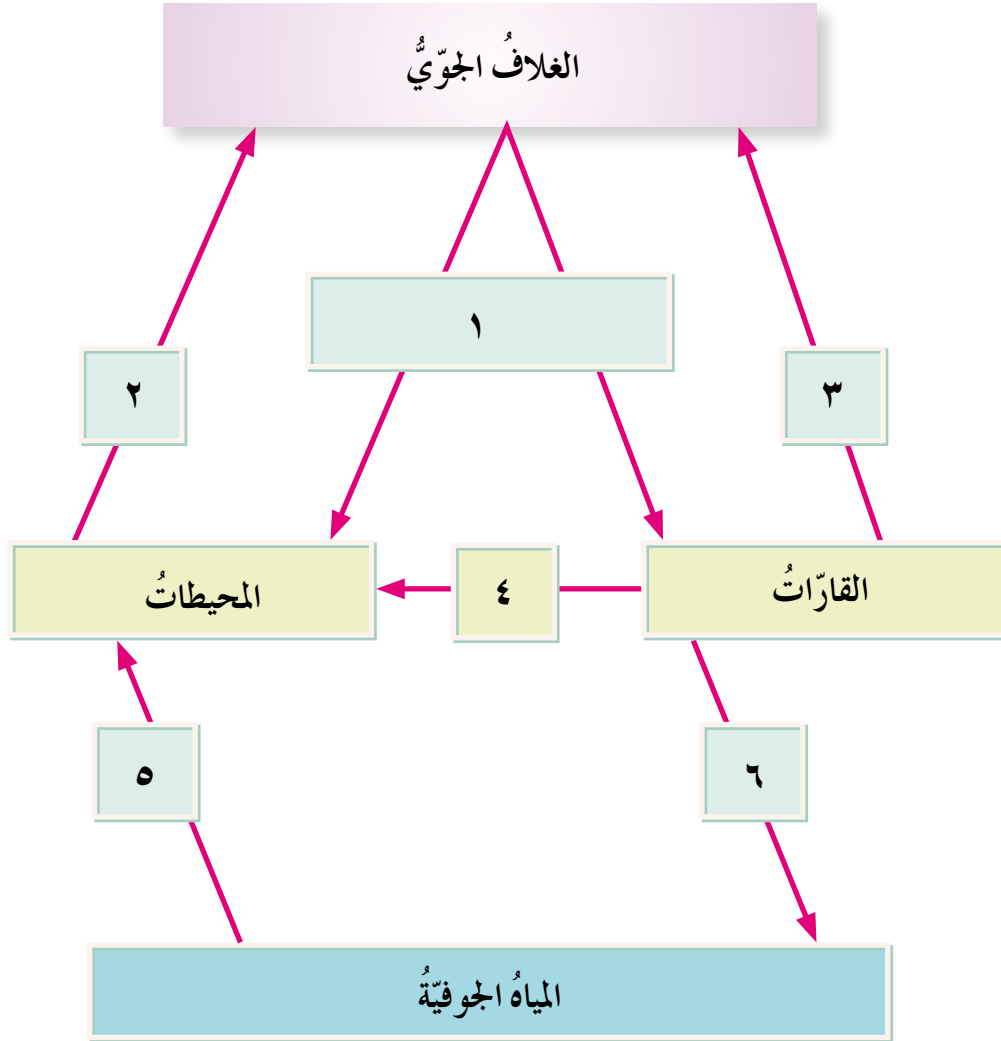 الغلافُ الجوّيُّ
١
٣
٢
القارّاتُ
٤
المحيطاتُ
٦
٥
المياهُ الجوفيّةُ